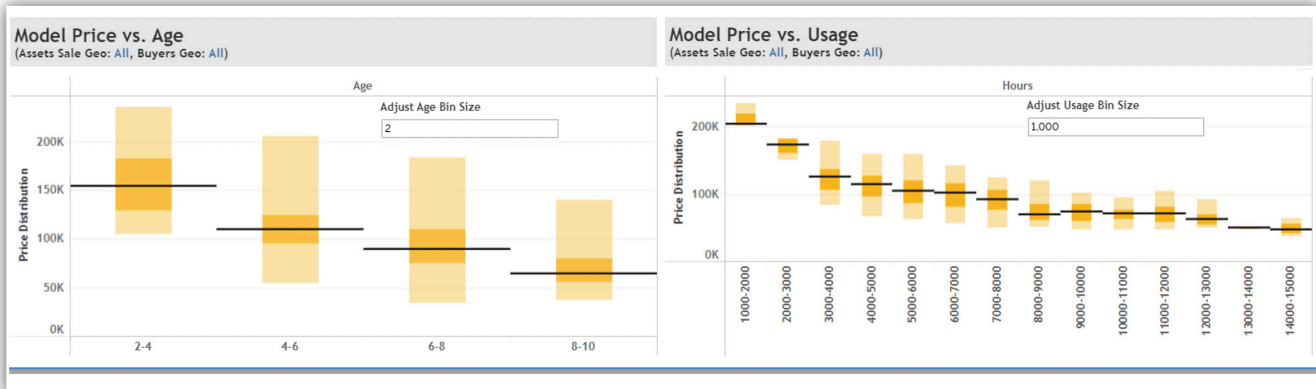 Model Price vs. Age
(Assets Sale Geo: All, Buyers Geo: All)
Age
Adjust Age Bin Size
2
Price Distribution
200K
150K
100K
50K
0K
2-4
4-6
6-8
8-10
Model Price vs. Usage
(Assets Sale Geo: All, Buyers Geo: All)
Hours
Adjust Usage Bin Size
1,000
Price Distribution
200K
100K
0K
1000-2000
2000-3000
3000-4000
4000-5000
5000-6000
6000-7000
7000-8000
8000-9000
9000-10000
10000-11000
11000-12000
12000-13000
13000-14000
14000-15000